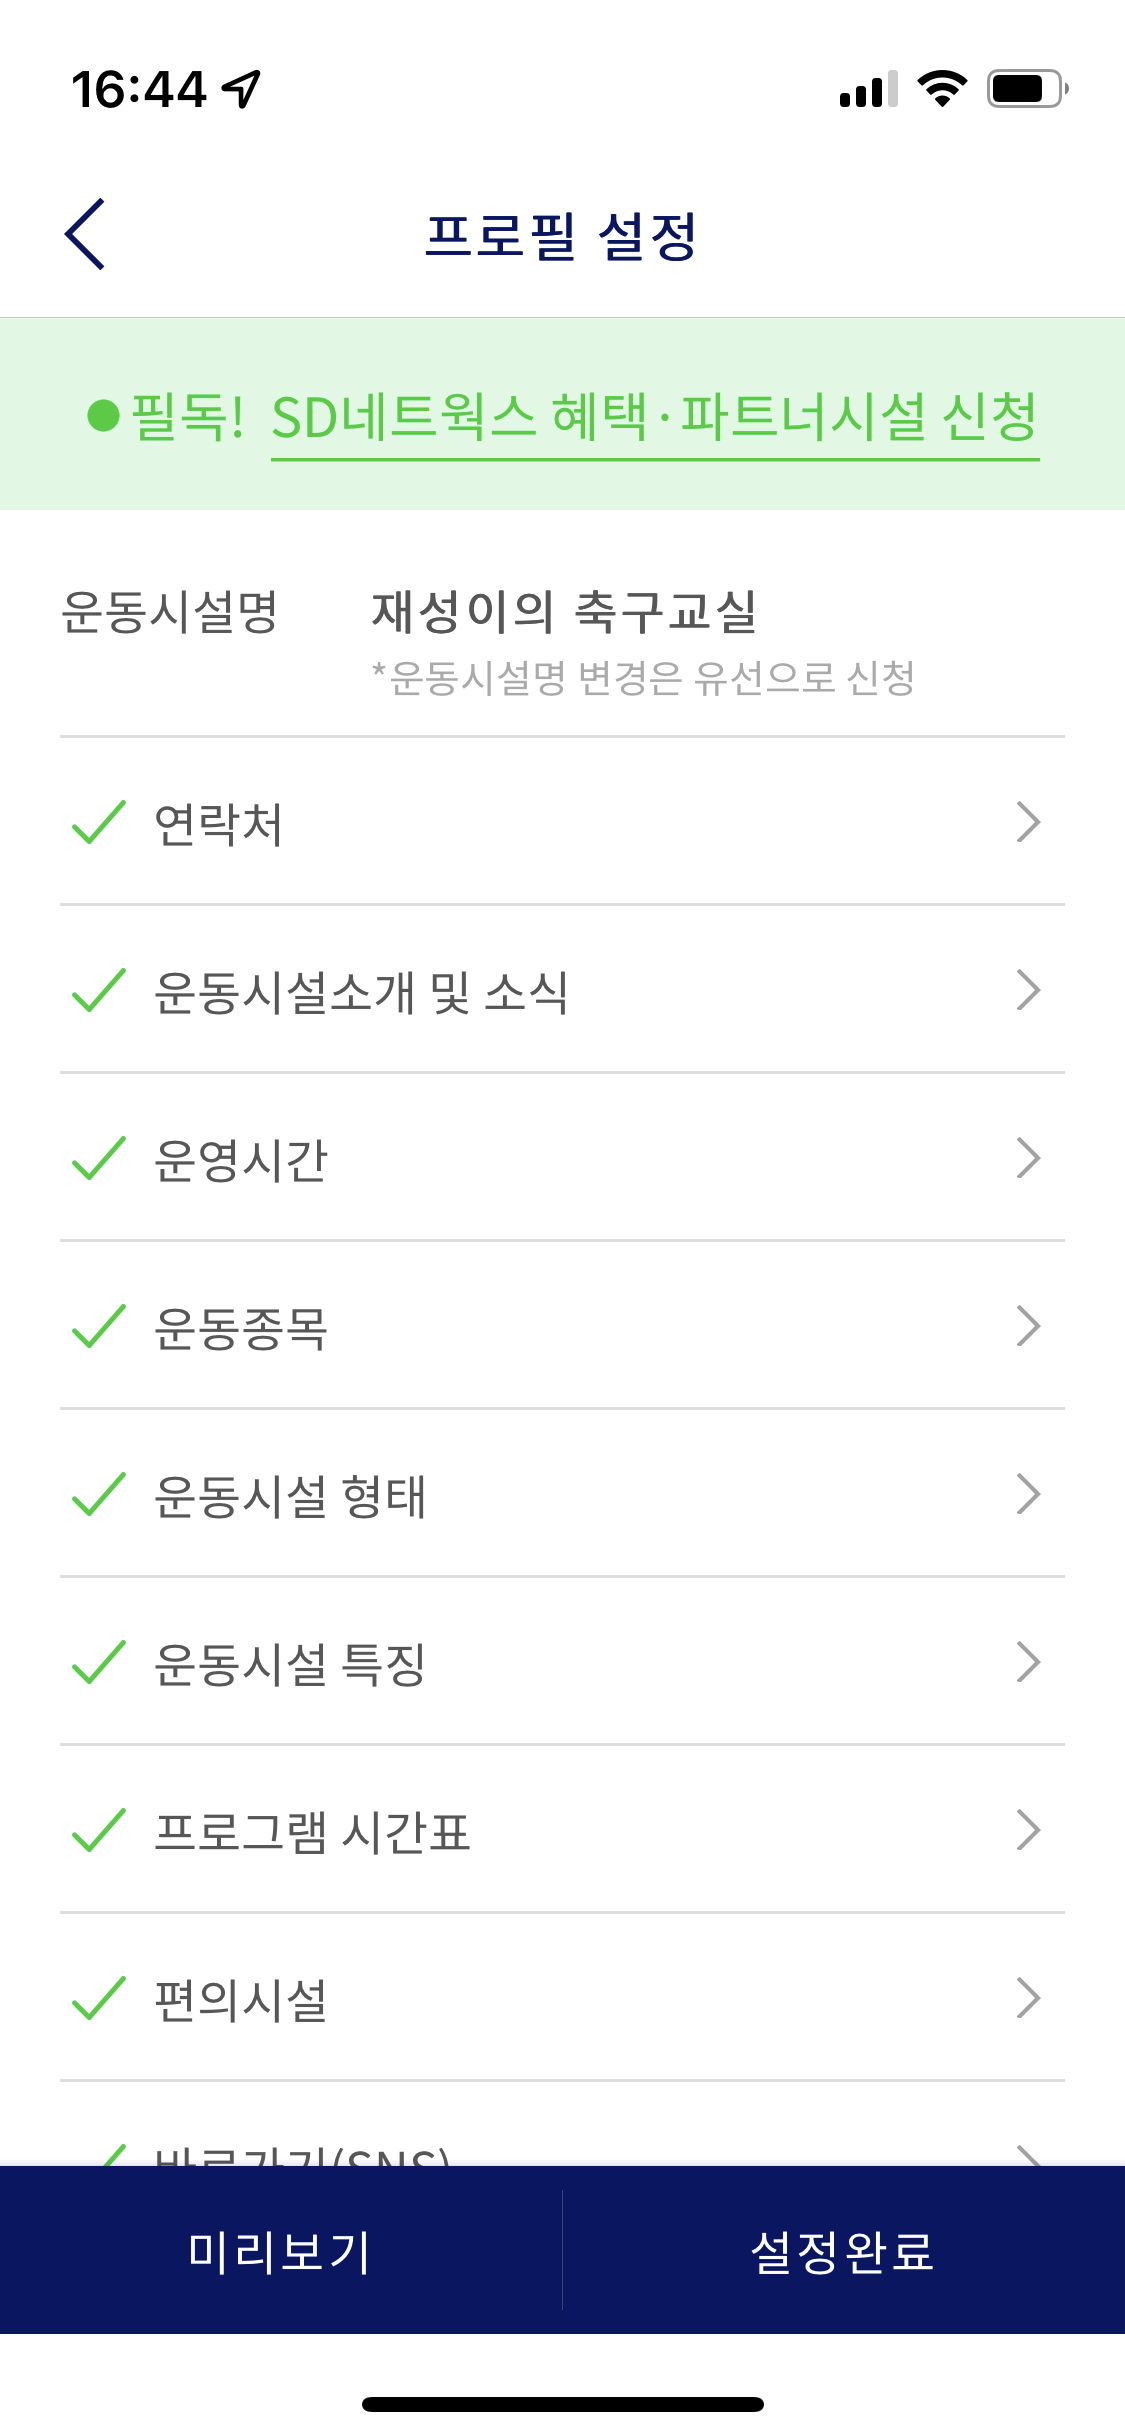 16:44
프로필 설정
필독! SD네트웍스 혜택·파트너시설 신청
운동시설명 재성이의 축구교실
*운동시설명 변경은 유선으로 신청
연락처
운동시설소개 및 소식
운영시간
운동종목
운동시설 형태
운동시설 특징
프로그램 시간표
편의시설
바로가기(SNS)
미리보기 설정완료